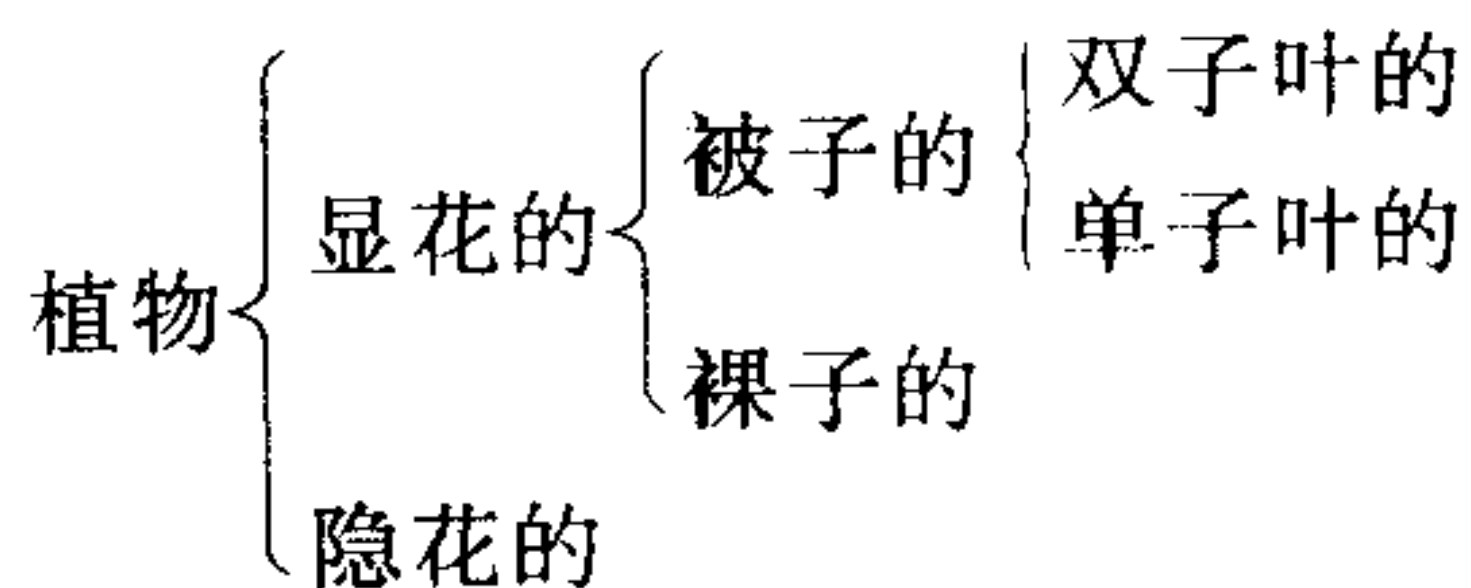 植物
显花的
被子的
双子叶的
单子叶的
裸子的
隐花的